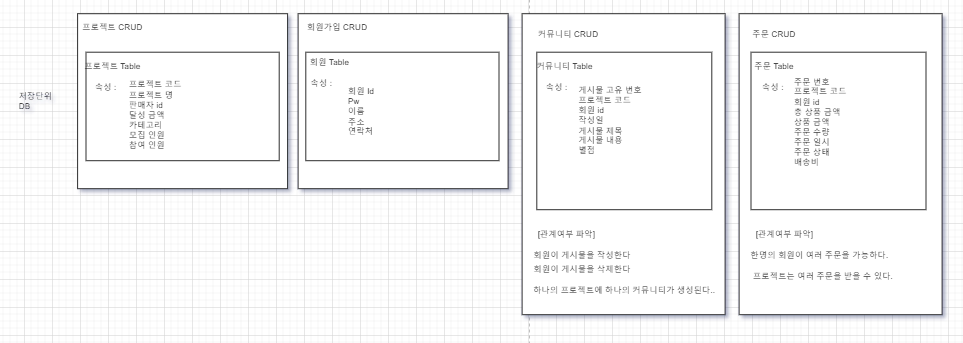 저장단위
DB
프로젝트 CRUD
프로젝트 Table
속성 :
프로젝트 코드
프로젝트 명
판매자 id
달성 금액
카테고리
모집 인원
참여 인원
회원가입 CRUD
회원 Table
속성 :
회원 Id
Pw
이름
주소
연락처
커뮤니티 CRUD
커뮤니티 Table
속성 :
게시물 고유 번호
프로젝트 코드
회원 id
작성일
게시물 제목
게시물 내용
별점
[관계여부 파악]
회원이 게시물을 작성한다
회원이 게시물을 삭제한다
하나의 프로젝트에 하나의 커뮤니티가 생성된다..
주문 CRUD
주문 Table
속성 :
주문 번호
프로젝트 코드
회원 id
총 상품 금액
상품 금액
주문 수량
주문 일시
주문 상태
배송비
[관계여부 파악]
한명의 회원이 여러 주문을 가능하다.
프로젝트는 여러 주문을 받을 수 있다.